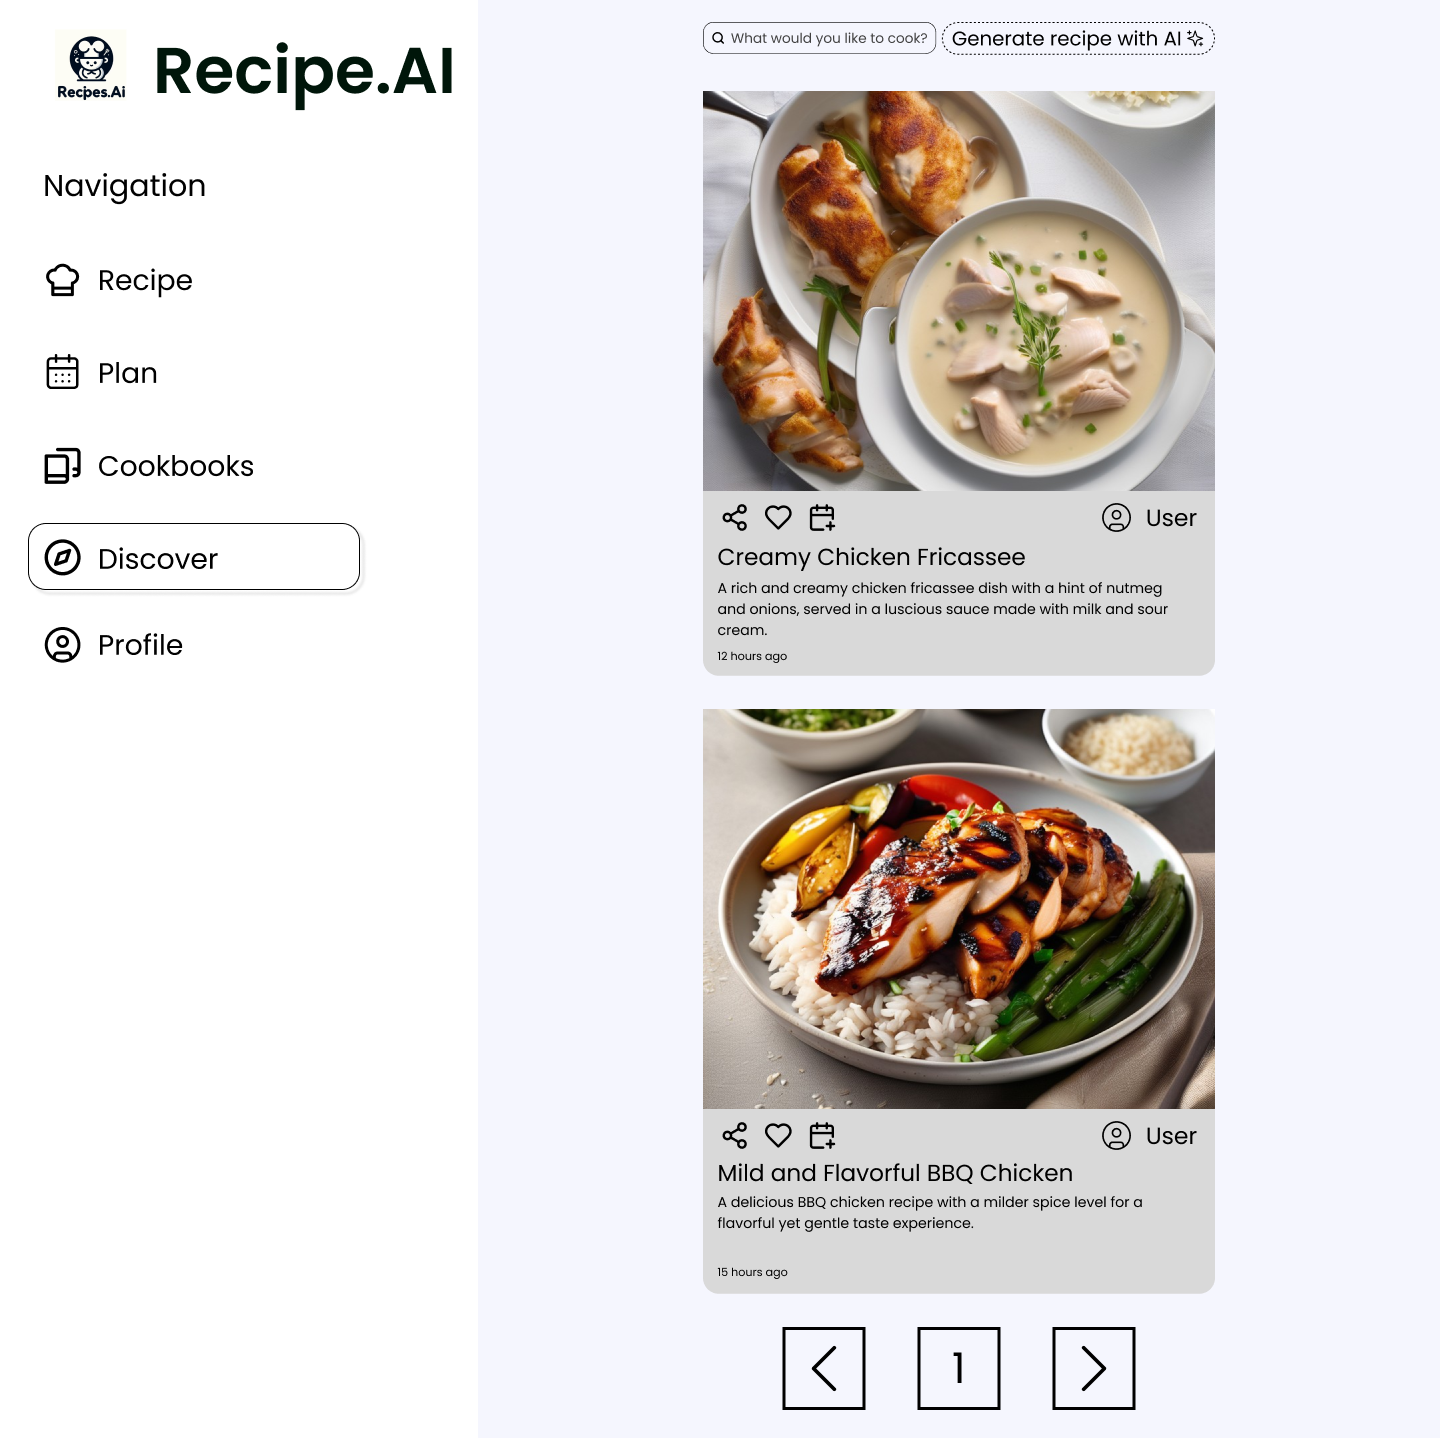 Recipes.Ai
Recipe.AI
Navigation
Recipe
Plan
Cookbooks
Discover
Profile
What would you like to cook?
Generate recipe with AI
User
Creamy Chicken Fricassee
A rich and creamy chicken fricassee dish with a hint of nutmeg
and onions, served in a luscious sauce made with milk and sour
cream.
12 hours ago
User
Mild and Flavorful BBQ Chicken
A delicious BBQ chicken recipe with a milder spice level for a
flavorful yet gentle taste experience.
15 hours ago
1